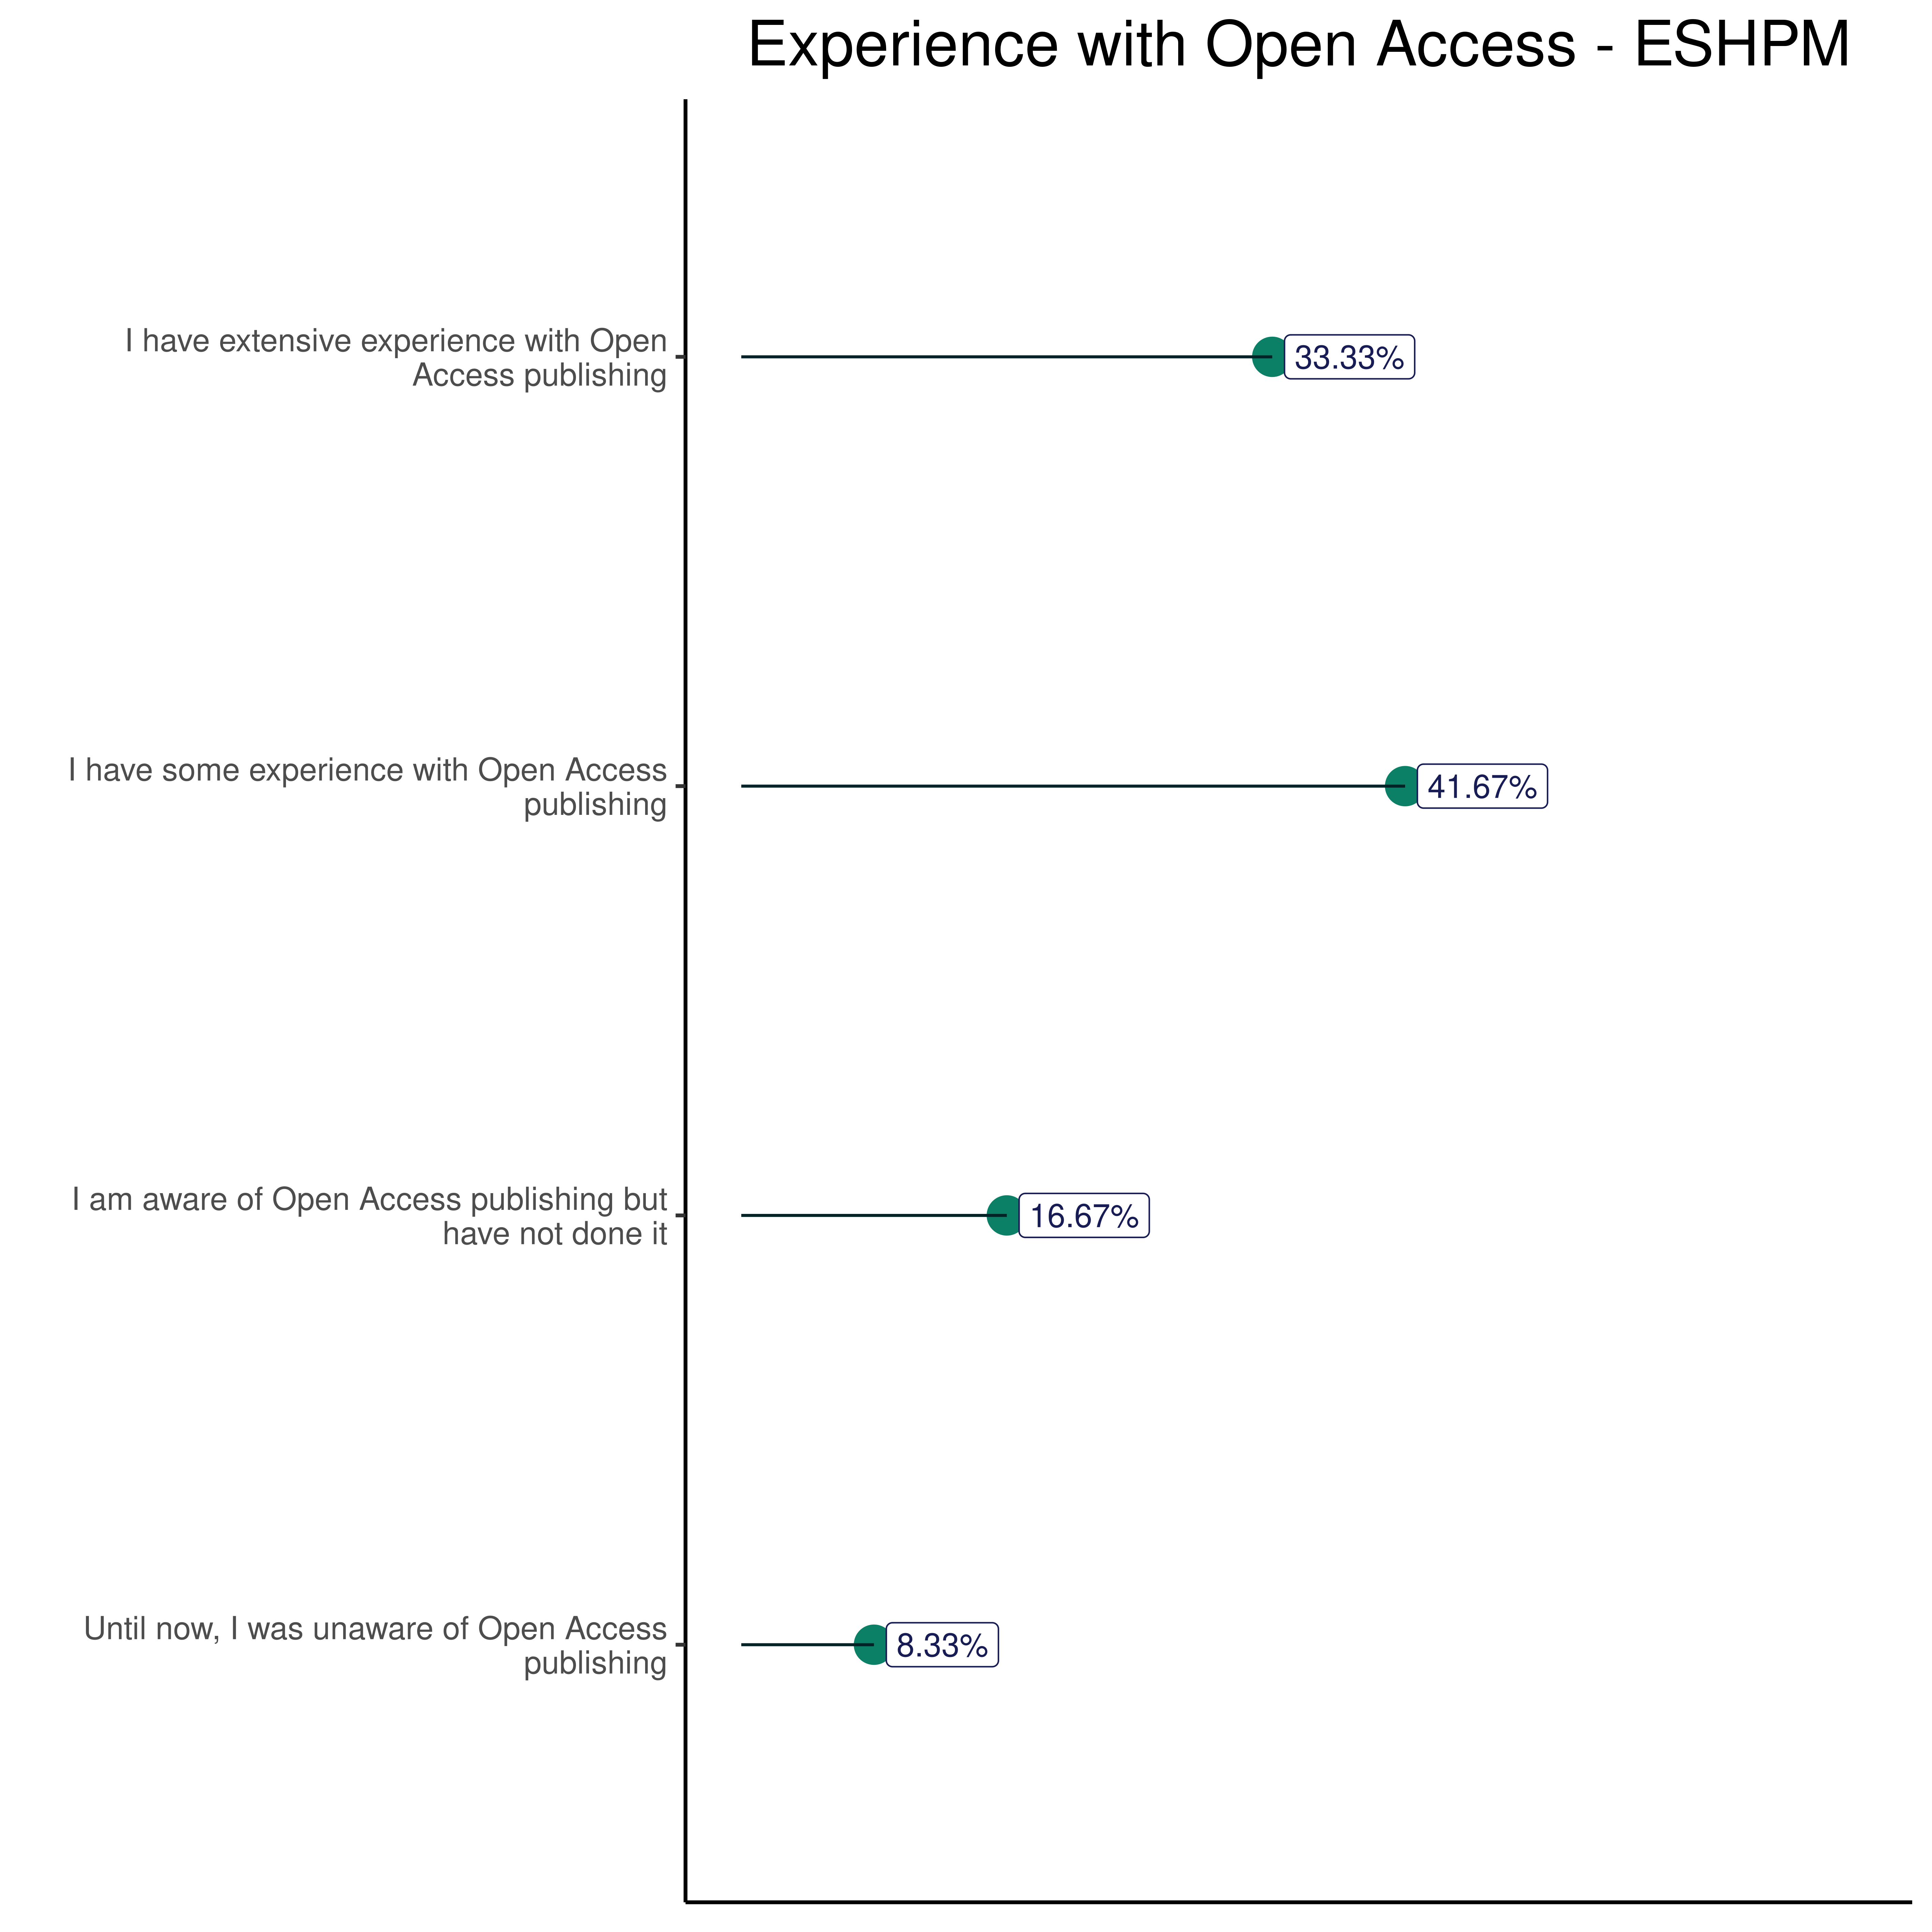 Experience with Open Access - ESHPM
I have extensive experience with Open
Access publishing
33.33%
I have some experience with Open Access
publishing
41.67%
I am aware of Open Access publishing but
have not done it
16.67%
Until now, I was unaware of Open Access
publishing
8.33%